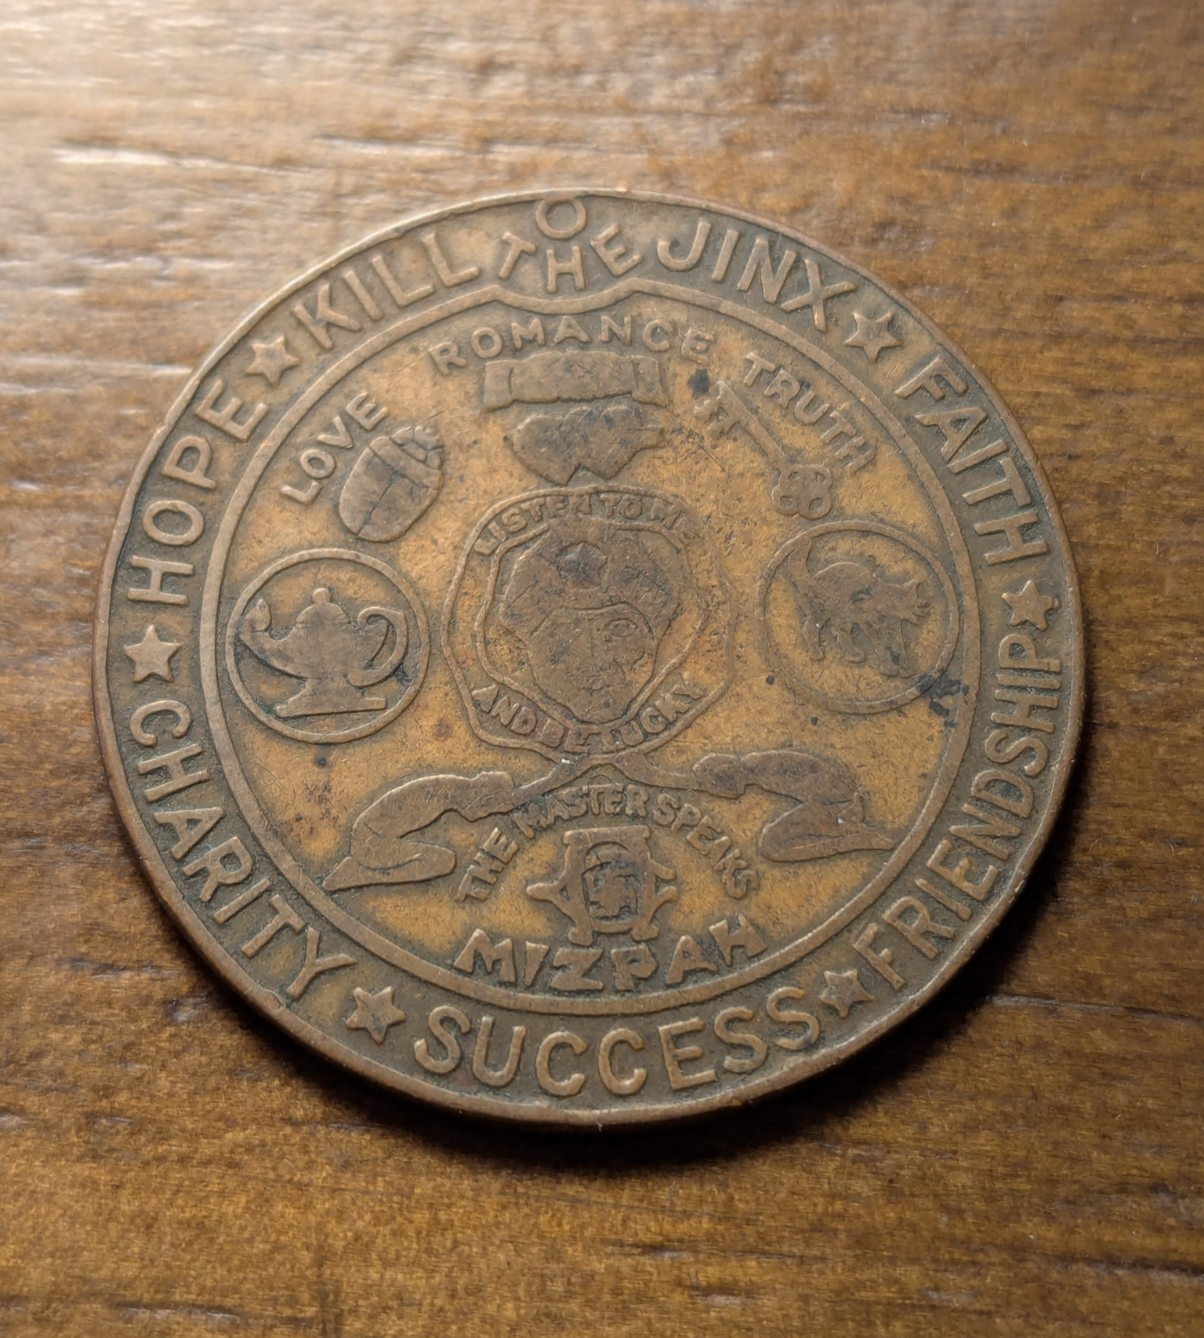 KILL THE JINX
FAITH
FRIENDSHIP
SUCCESS
CHARITY
HOPE
LOVE
ROMANCE
TRUTH
LISTEN TO ME
AND BE LUCKY
THE MASTER SPEAKS
MIZPAH